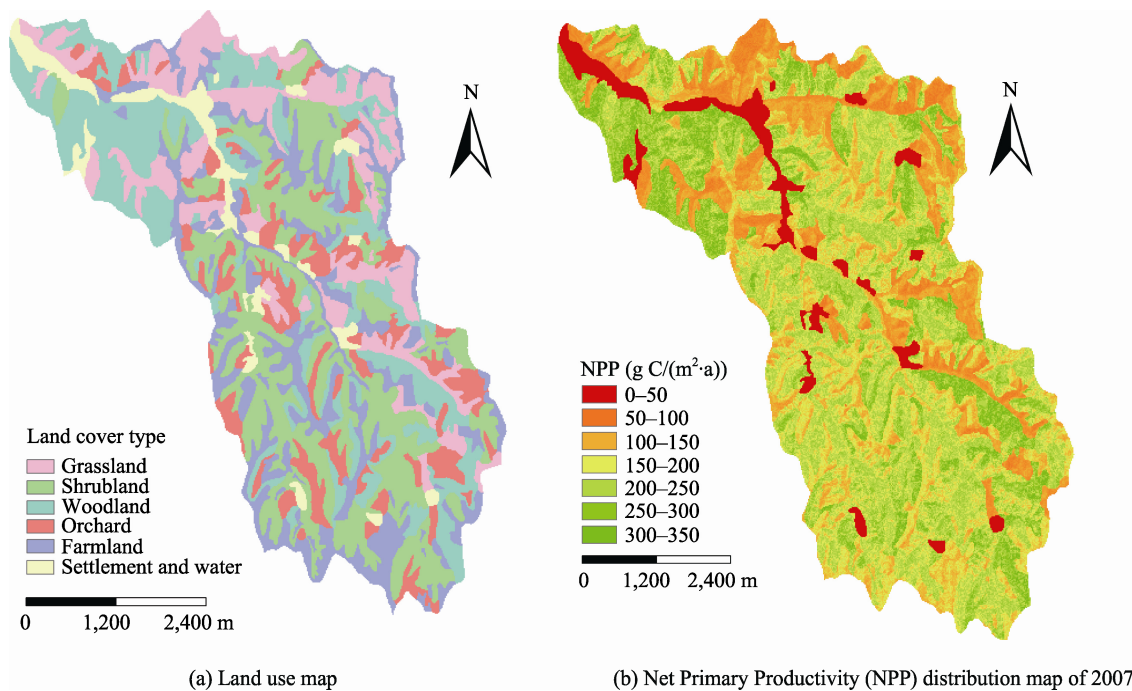 N
Land cover type
Grassland
Shrubland
Woodland
Orchard
Farmland
Settlement and water
0 1,200 2,400 m
(a) Land use map
N
NPP (g C/(m²·a))
0–50
50–100
100–150
150–200
200–250
250–300
300–350
0 1,200 2,400 m
(b) Net Primary Productivity (NPP) distribution map of 2007